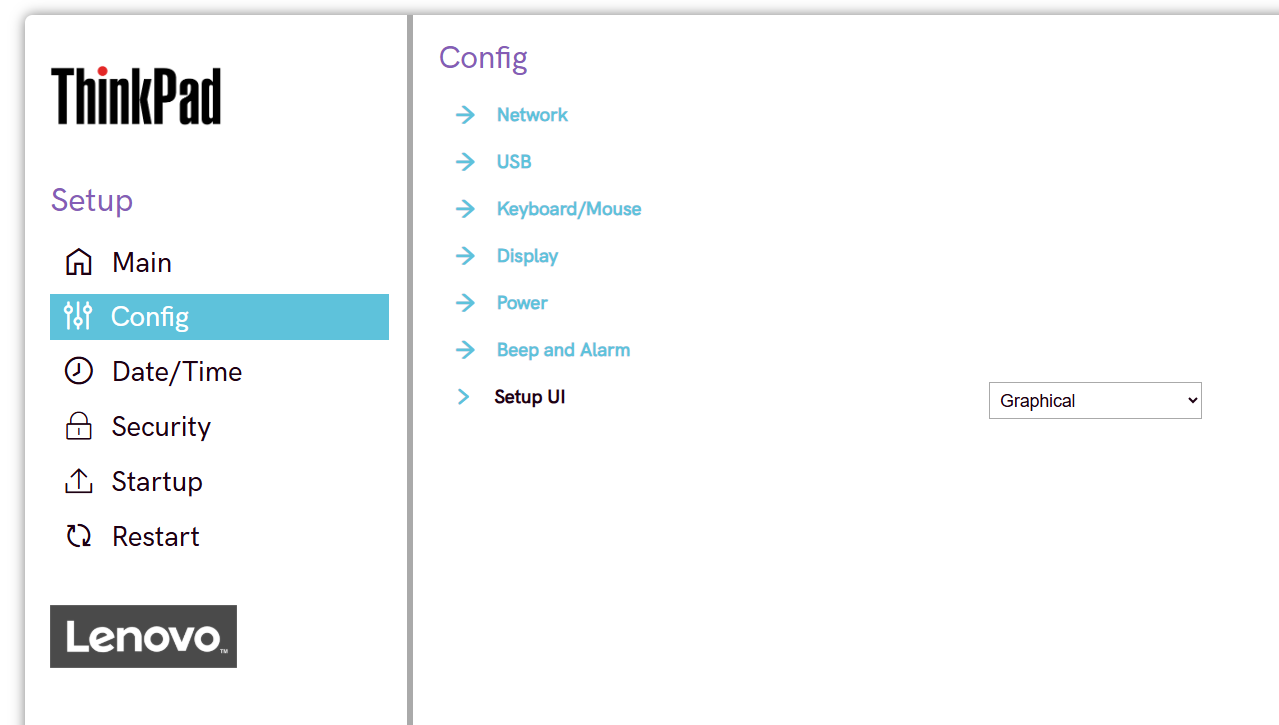 ThinkPad
Setup
Main
Config
Date/Time
Security
Startup
Restart
Lenovo™
Config
Network
USB
Keyboard/Mouse
Display
Power
Beep and Alarm
Setup UI Graphical